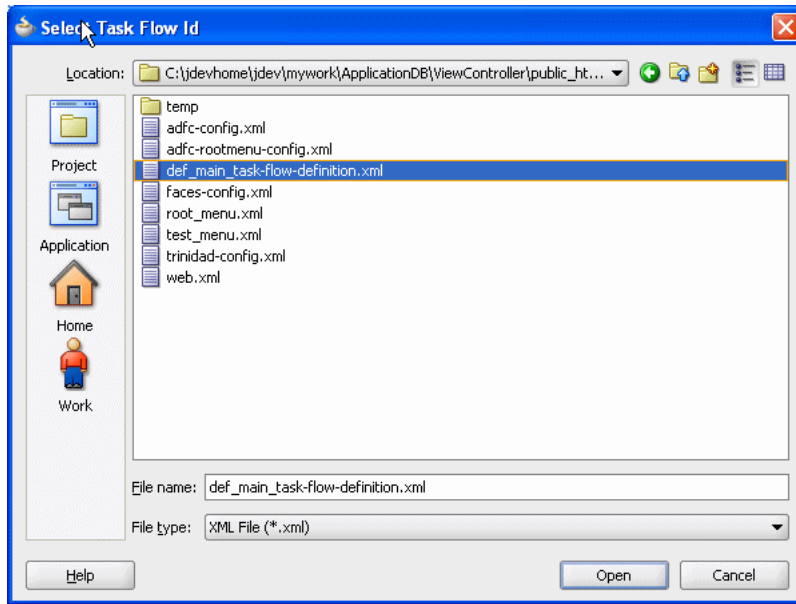 Select Task Flow Id
Location: C:\jdevhome\jdev\mywork\ApplicationDB\ViewController\public_ht...
Project
Application
Home
Work
temp
adfc-config.xml
adfc-rootmenu-config.xml
def_main_task-flow-definition.xml
faces-config.xml
root_menu.xml
test_menu.xml
trinidad-config.xml
web.xml
File name: def_main_task-flow-definition.xml
File type: XML File (*.xml)
Help Open Cancel